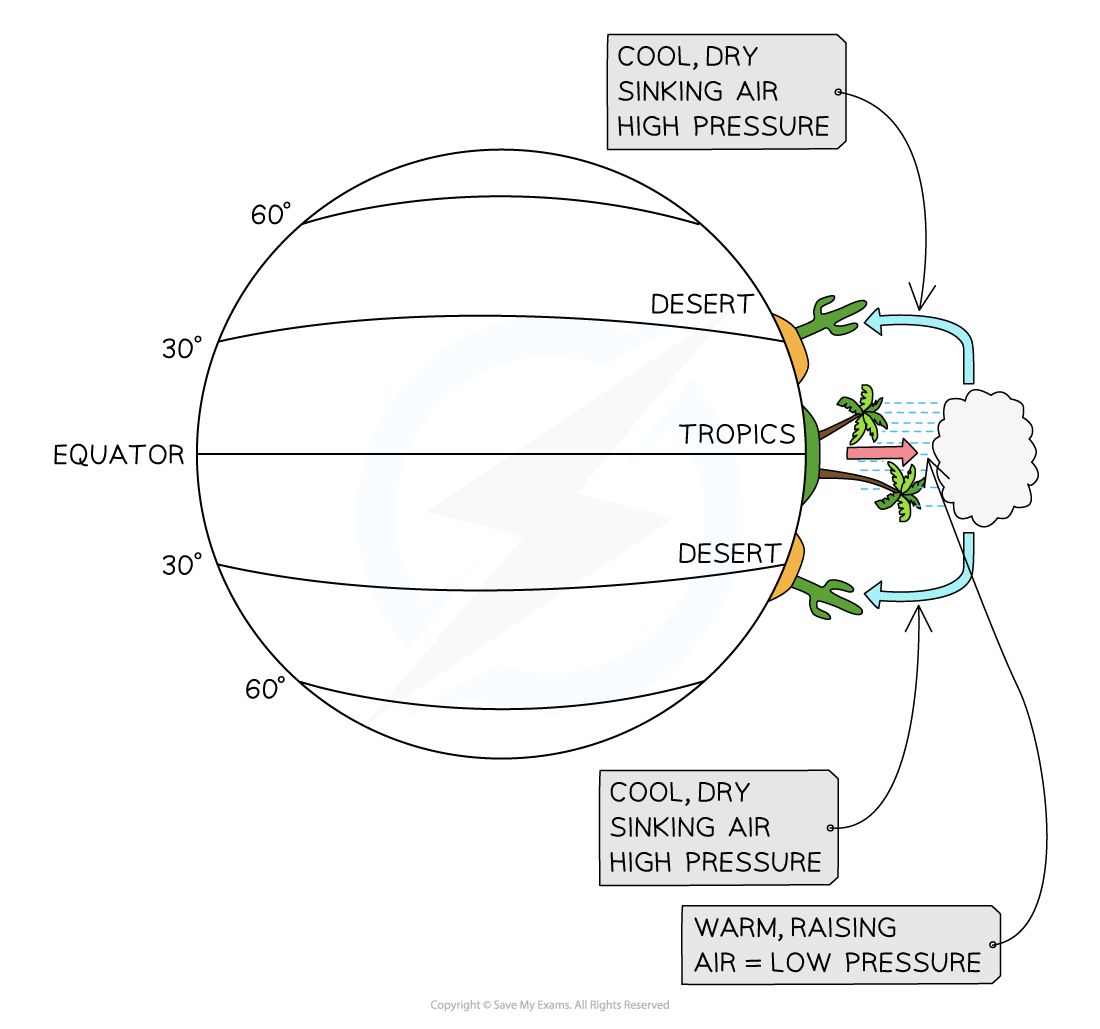 COOL, DRY
SINKING AIR
HIGH PRESSURE
60°
DESERT
30°
TROPICS
EQUATOR
DESERT
30°
60°
COOL, DRY
SINKING AIR
HIGH PRESSURE
WARM, RAISING
AIR = LOW PRESSURE
Copyright © Save My Exams. All Rights Reserved